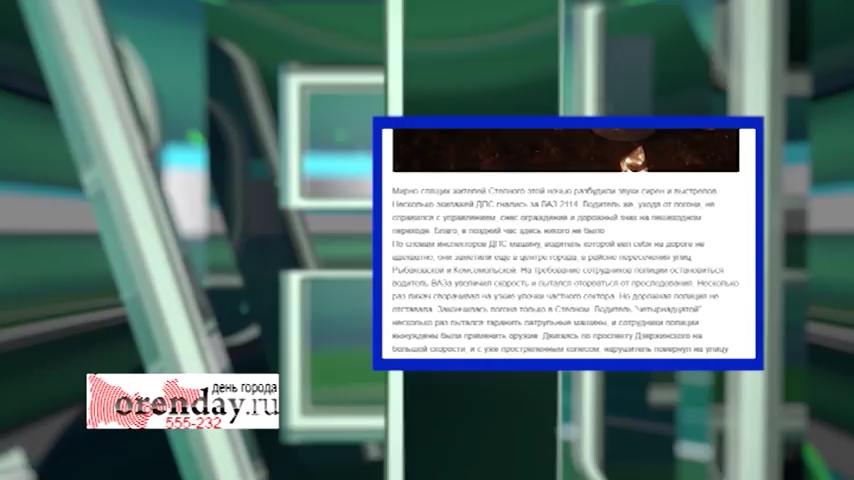 Мирно спящих жителей Степного этой ночью разбудили звуки сирен и выстрелов.
Несколько экипажей ДПС гнались за ВАЗ 2114. Водитель же, уходя от погони, не
справился с управлением, снес ограждения и дорожный знак на пешеходном
переходе. Благо, в поздний час здесь никого не было.
По словам инспекторов ДПС машину, водитель которой вел себя на дороге не
адекватно, они заметили еще в центре города, в районе пересечения улиц
Рыбаковской и Комсомольской. На требование сотрудников полиции остановиться
водитель ВАЗа увеличил скорость и пытался оторваться от преследования. Несколько
раз лихач сворачивал на узкие улочки частного сектора. Но дорожная полиция не
отставала. Закончилась погоня только в Степном. Водитель "четырнадцатой"
несколько раз пытался таранить патрульные машины, и сотрудники полиции
вынуждены были применить оружие. Двигаясь по проспекту Дзержинского на
большой скорости, и с уже простреленным колесом, нарушитель повернул на улицу
день города
orenday.ru
555-232